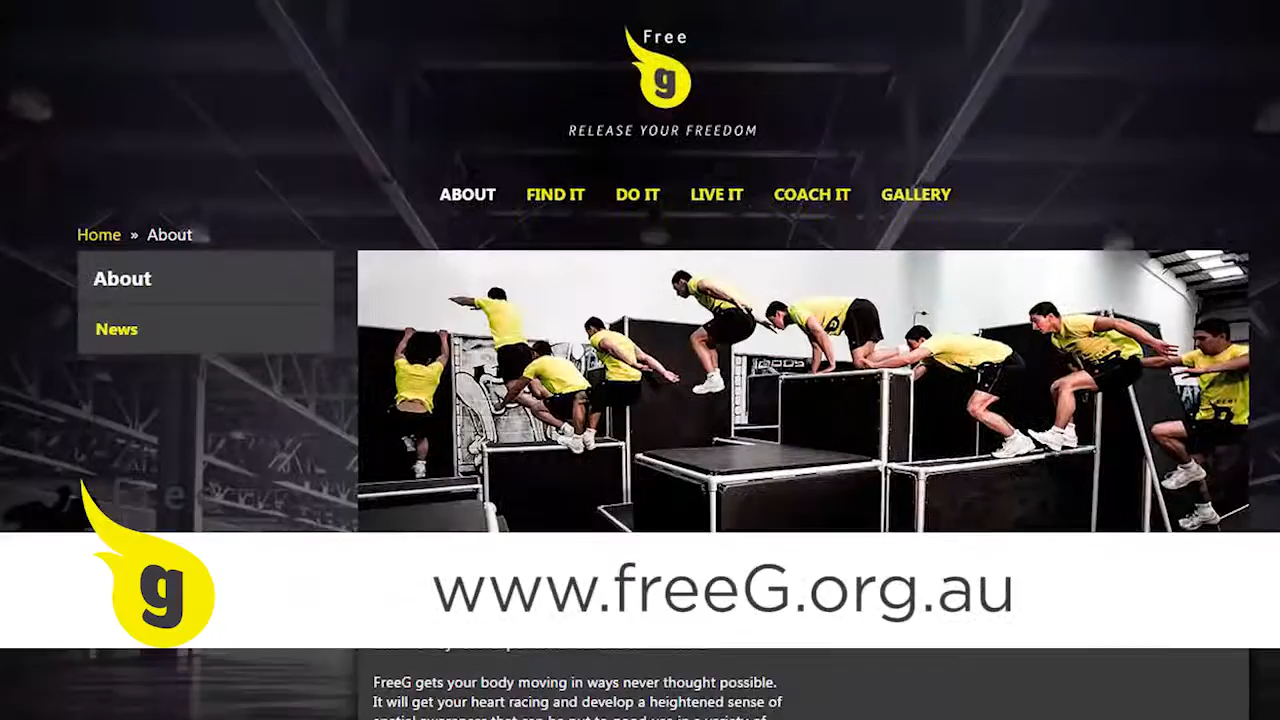 Free
g
RELEASE YOUR FREEDOM
ABOUT FIND IT DO IT LIVE IT COACH IT GALLERY
Home » About
About
News
g
www.freeG.org.au
FreeG gets your body moving in ways never thought possible.
It will get your heart racing and develop a heightened sense of